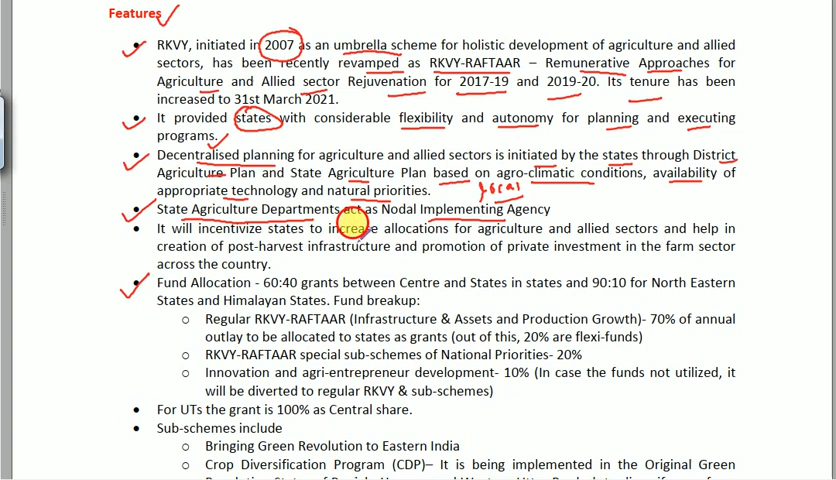 Features
• RKVY, initiated in 2007 as an umbrella scheme for holistic development of agriculture and allied
sectors, has been recently revamped as RKVY-RAFTAAR – Remunerative Approaches for
Agriculture and Allied sector Rejuvenation for 2017-19 and 2019-20. Its tenure has been
increased to 31st March 2021.
• It provided states with considerable flexibility and autonomy for planning and executing
programs.
• Decentralised planning for agriculture and allied sectors is initiated by the states through District
Agriculture Plan and State Agriculture Plan based on agro-climatic conditions, availability of
appropriate technology and natural priorities.
local
• State Agriculture Departments act as Nodal Implementing Agency
• It will incentivize states to increase allocations for agriculture and allied sectors and help in
creation of post-harvest infrastructure and promotion of private investment in the farm sector
across the country.
• Fund Allocation - 60:40 grants between Centre and States in states and 90:10 for North Eastern
States and Himalayan States. Fund breakup:
o Regular RKVY-RAFTAAR (Infrastructure & Assets and Production Growth)- 70% of annual
outlay to be allocated to states as grants (out of this, 20% are flexi-funds)
o RKVY-RAFTAAR special sub-schemes of National Priorities- 20%
o Innovation and agri-entrepreneur development- 10% (In case the funds not utilized, it
will be diverted to regular RKVY & sub-schemes)
• For UTs the grant is 100% as Central share.
• Sub-schemes include
o Bringing Green Revolution to Eastern India
o Crop Diversification Program (CDP)– It is being implemented in the Original Green